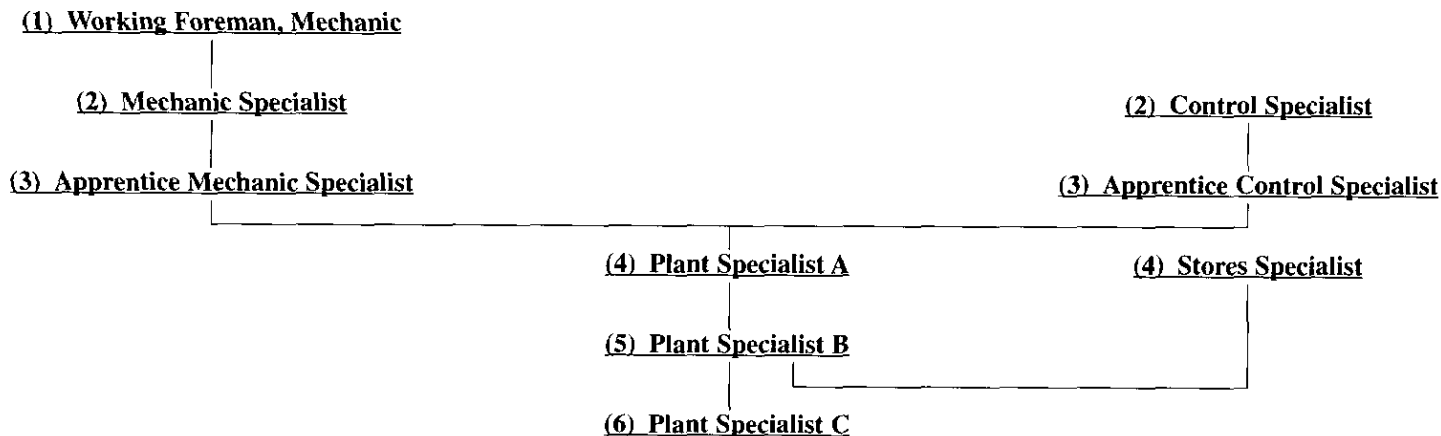 (1) Working Foreman, Mechanic
(2) Mechanic Specialist
(2) Control Specialist
(3) Apprentice Mechanic Specialist
(3) Apprentice Control Specialist
(4) Plant Specialist A
(4) Stores Specialist
(5) Plant Specialist B
(6) Plant Specialist C